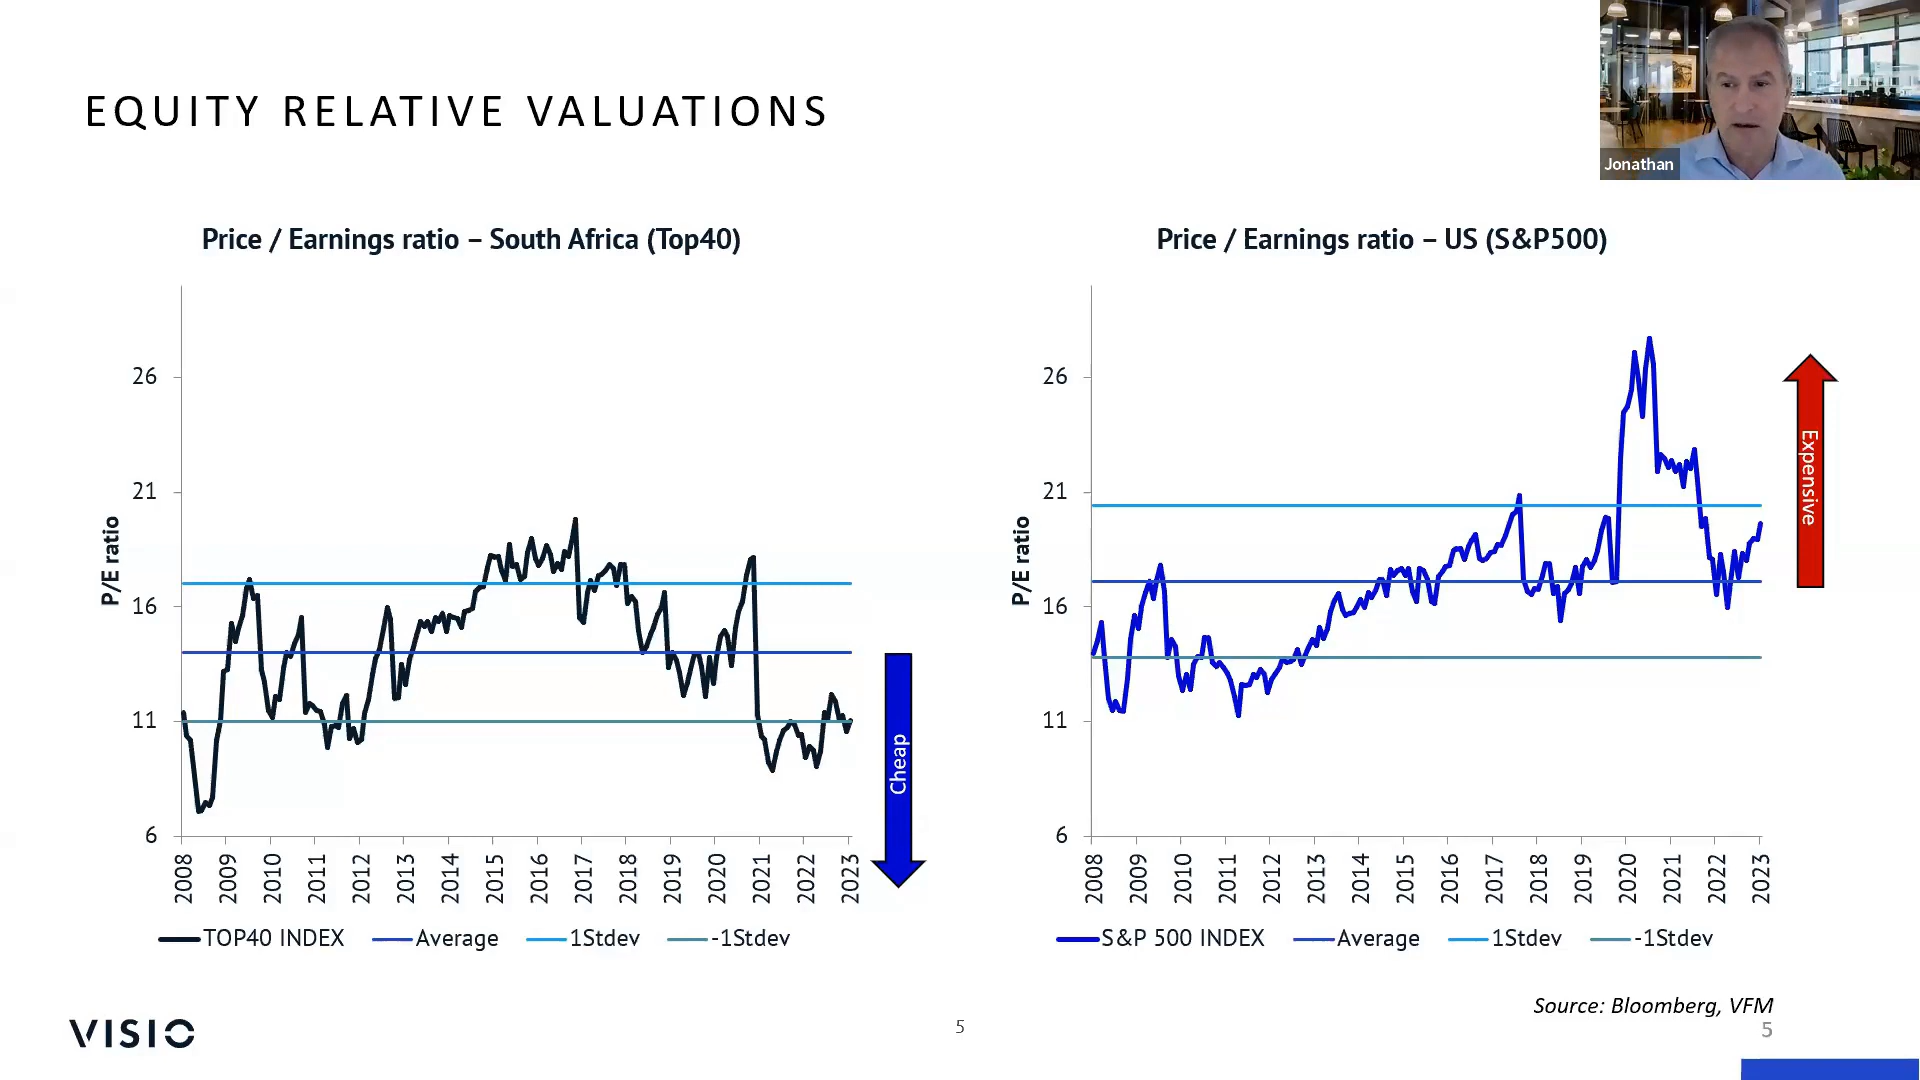 EQUITY RELATIVE VALUATIONS
Jonathan
Price / Earnings ratio – South Africa (Top40)
P/E ratio
26
21
16
11
6
2008 2009 2010 2011 2012 2013 2014 2015 2016 2017 2018 2019 2020 2021 2022 2023
TOP40 INDEX Average 1Stdev -1Stdev
Cheap
Price / Earnings ratio – US (S&P500)
P/E ratio
26
21
16
11
6
2008 2009 2010 2011 2012 2013 2014 2015 2016 2017 2018 2019 2020 2021 2022 2023
S&P 500 INDEX Average 1Stdev -1Stdev
Expensive
Source: Bloomberg, VFM
VISIO
5
5